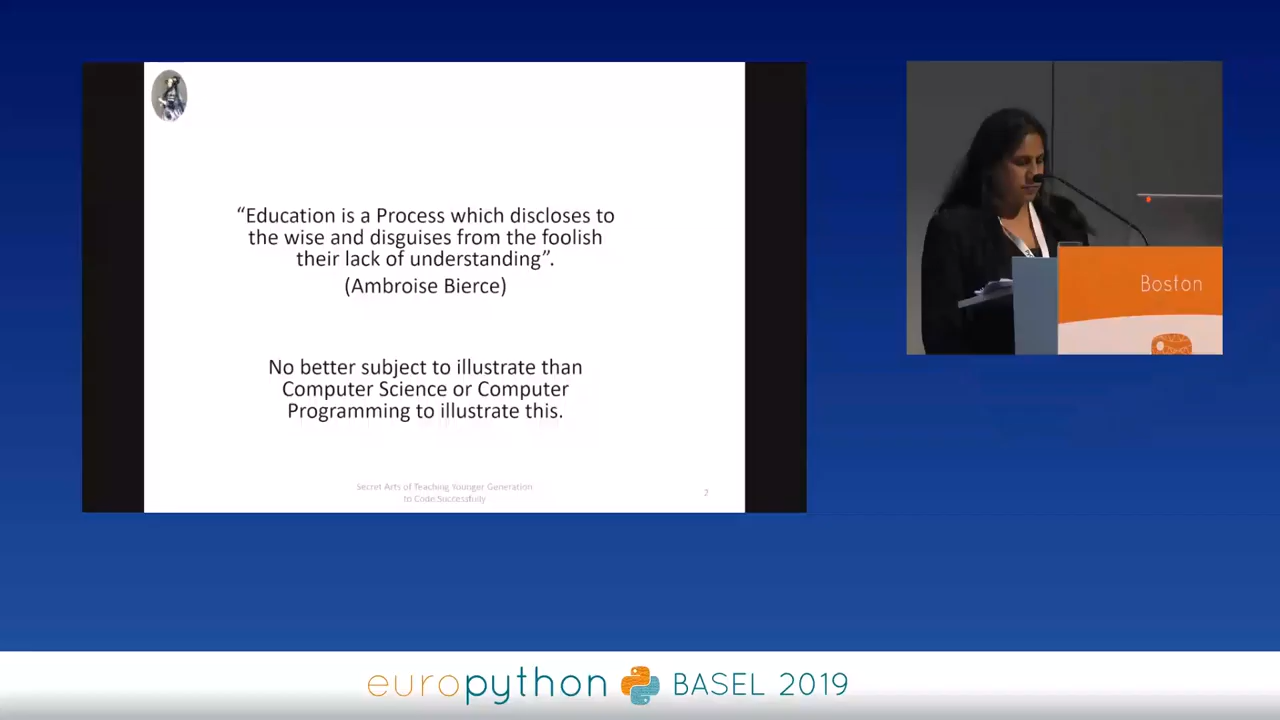 “Education is a Process which discloses to
the wise and disguises from the foolish
their lack of understanding”.
(Ambroise Bierce)
No better subject to illustrate than
Computer Science or Computer
Programming to illustrate this.
Secret Arts of Teaching Younger Generation
to Code Successfully
2
Boston
europython BASEL 2019